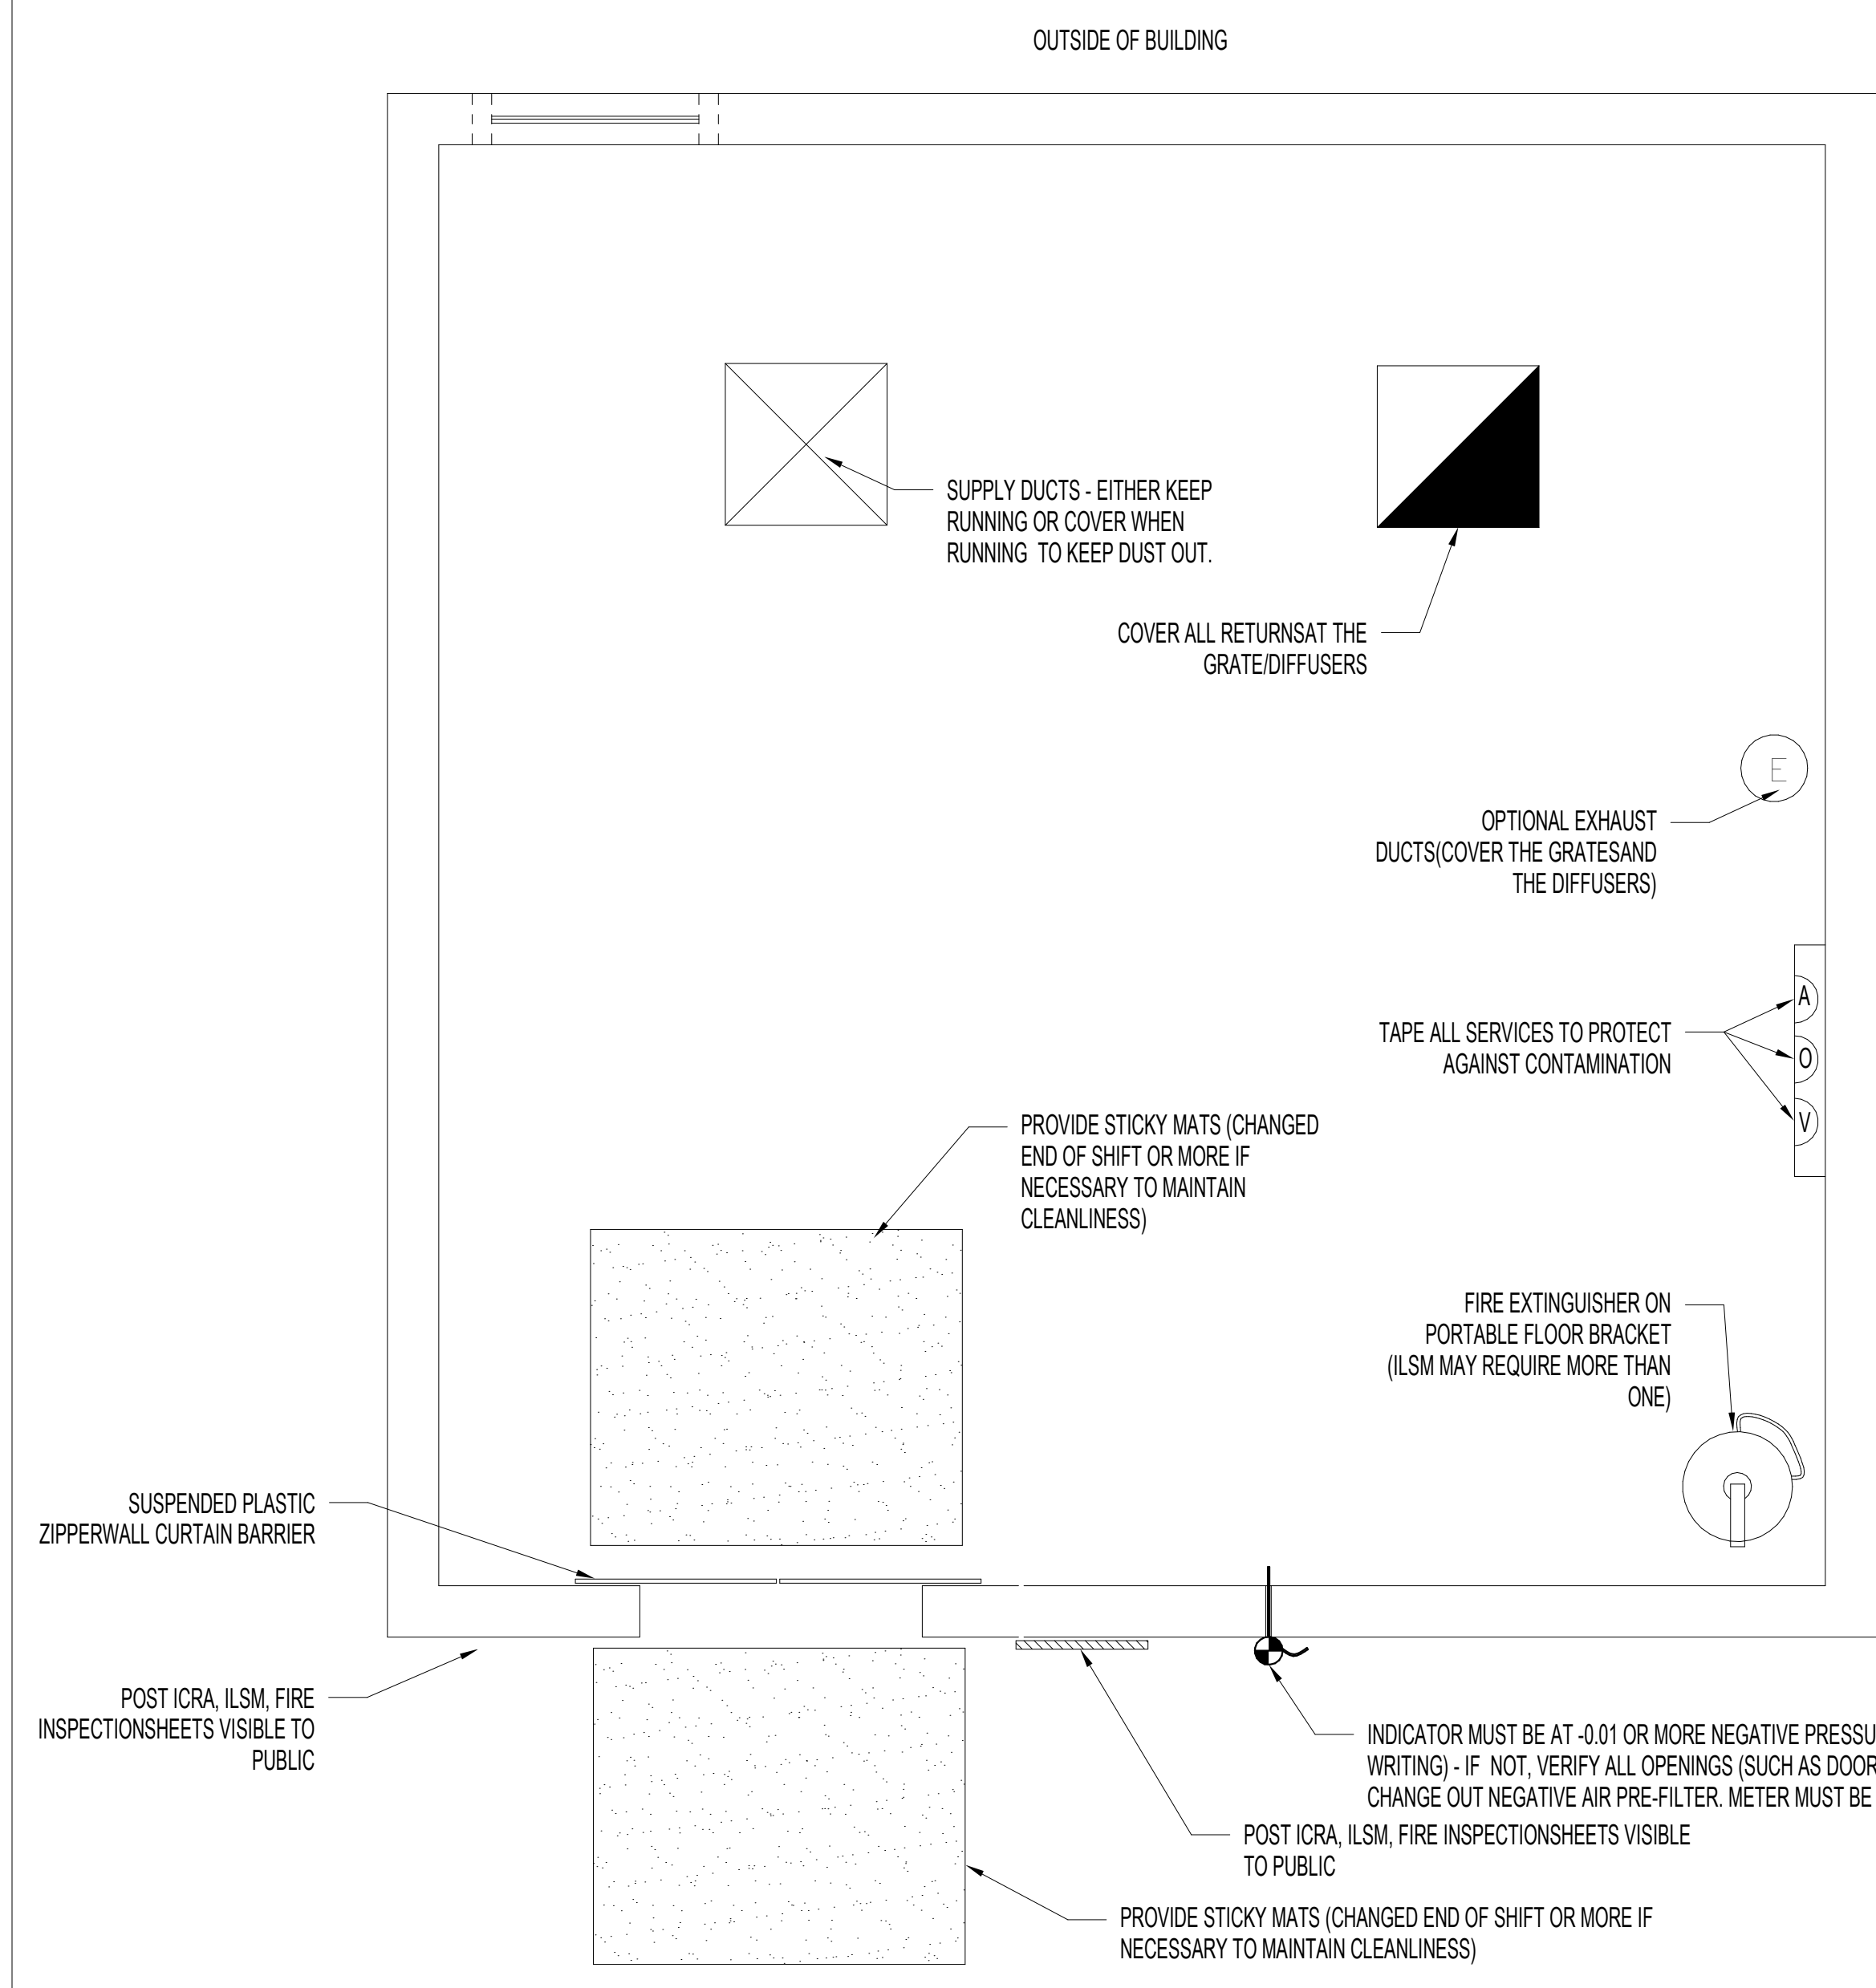 OUTSIDE OF BUILDING
SUPPLY DUCTS - EITHER KEEP
RUNNING OR COVER WHEN
RUNNING TO KEEP DUST OUT.
COVER ALL RETURNSAT THE
GRATE/DIFFUSERS
E
OPTIONAL EXHAUST
DUCTS(COVER THE GRATESAND
THE DIFFUSERS)
A
O
V
TAPE ALL SERVICES TO PROTECT
AGAINST CONTAMINATION
PROVIDE STICKY MATS (CHANGED
END OF SHIFT OR MORE IF
NECESSARY TO MAINTAIN
CLEANLINESS)
FIRE EXTINGUISHER ON
PORTABLE FLOOR BRACKET
(ILSM MAY REQUIRE MORE THAN
ONE)
SUSPENDED PLASTIC
ZIPPERWALL CURTAIN BARRIER
POST ICRA, ILSM, FIRE
INSPECTIONSHEETS VISIBLE TO
PUBLIC
INDICATOR MUST BE AT -0.01 OR MORE NEGATIVE PRESSU
WRITING) - IF NOT, VERIFY ALL OPENINGS (SUCH AS DOOR
CHANGE OUT NEGATIVE AIR PRE-FILTER. METER MUST BE
POST ICRA, ILSM, FIRE INSPECTIONSHEETS VISIBLE
TO PUBLIC
PROVIDE STICKY MATS (CHANGED END OF SHIFT OR MORE IF
NECESSARY TO MAINTAIN CLEANLINESS)